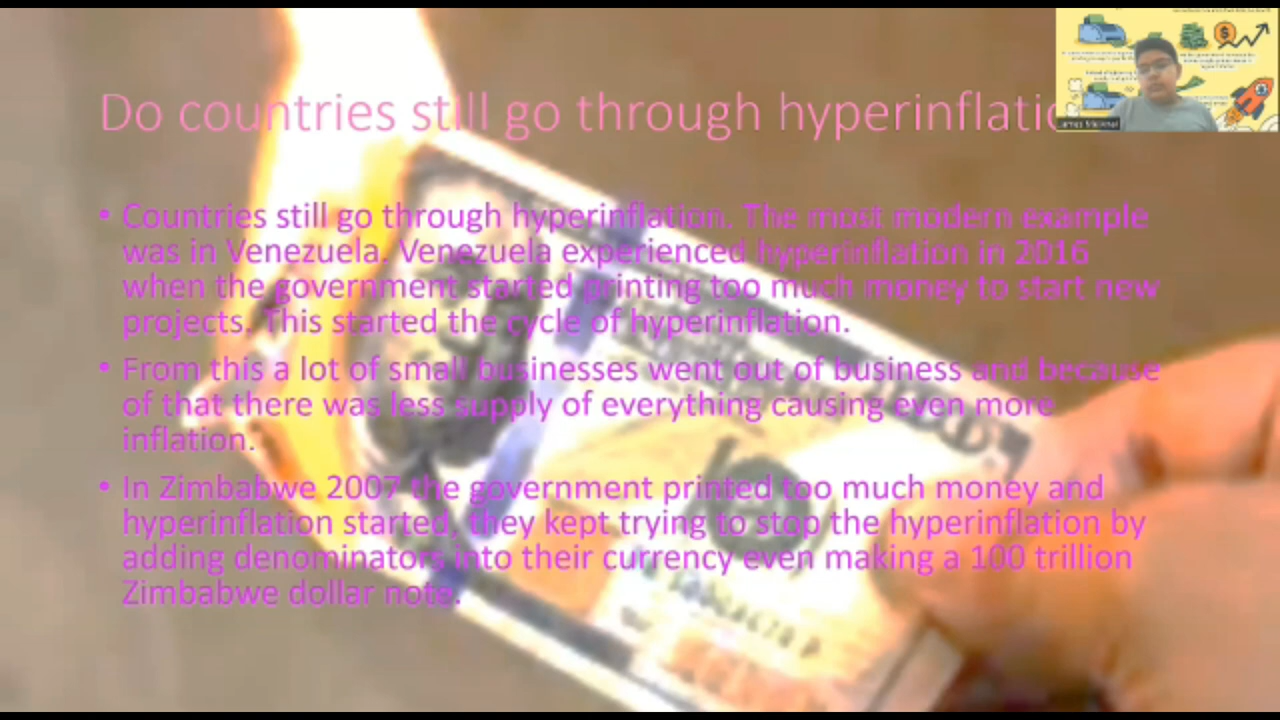 Do countries still go through hyperinflatio
• Countries still go through hyperinflation. The most modern example
was in Venezuela. Venezuela experienced hyperinflation in 2016
when the government started printing too much money to start new
projects. This started the cycle of hyperinflation.
• From this a lot of small businesses went out of business and because
of that there was less supply of everything causing even more
inflation.
• In Zimbabwe 2007 the government printed too much money and
hyperinflation started, they kept trying to stop the hyperinflation by
adding denominators into their currency even making a 100 trillion
Zimbabwe dollar note.